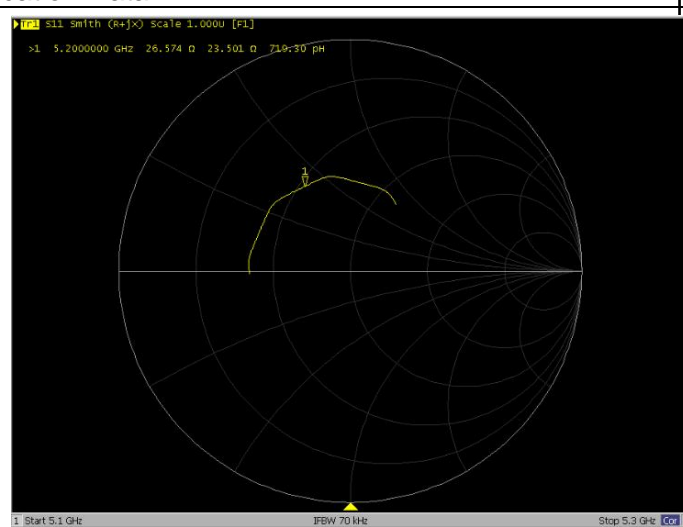 Tr1 S11 Smith (R+jX) Scale 1.000U [F1]
>1 5.2000000 GHz 26.574 Ω 23.501 Ω 719.30 pH
1
1 Start 5.1 GHz IFBW 70 kHz Stop 5.3 GHz Cor